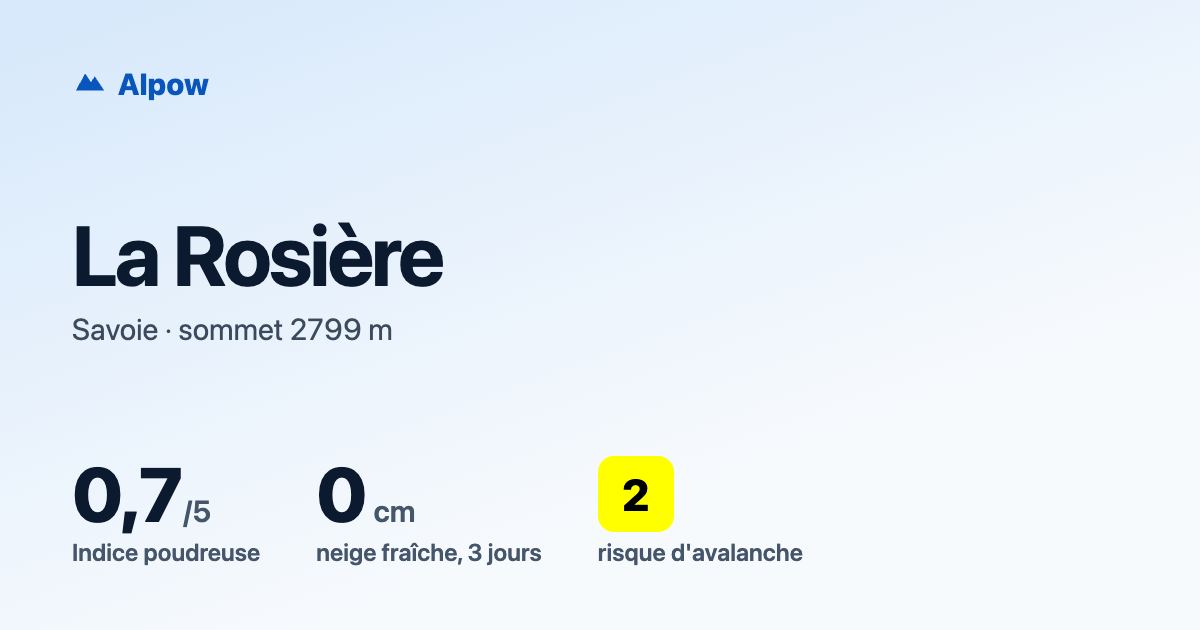 Alpow
La Rosière
Savoie · sommet 2799 m
0,7/5
Indice poudreuse
0 cm
neige fraîche, 3 jours
2
risque d'avalanche